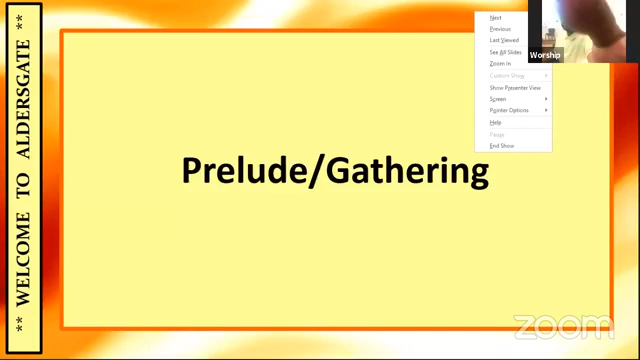 ** WELCOME TO ALDERSGATE **
Prelude/Gathering
Next
Previous
Last Viewed
See All Slides
Zoom In
Custom Show
Show Presenter View
Screen
Pointer Options
Help
Pause
End Show
Worship
zoom